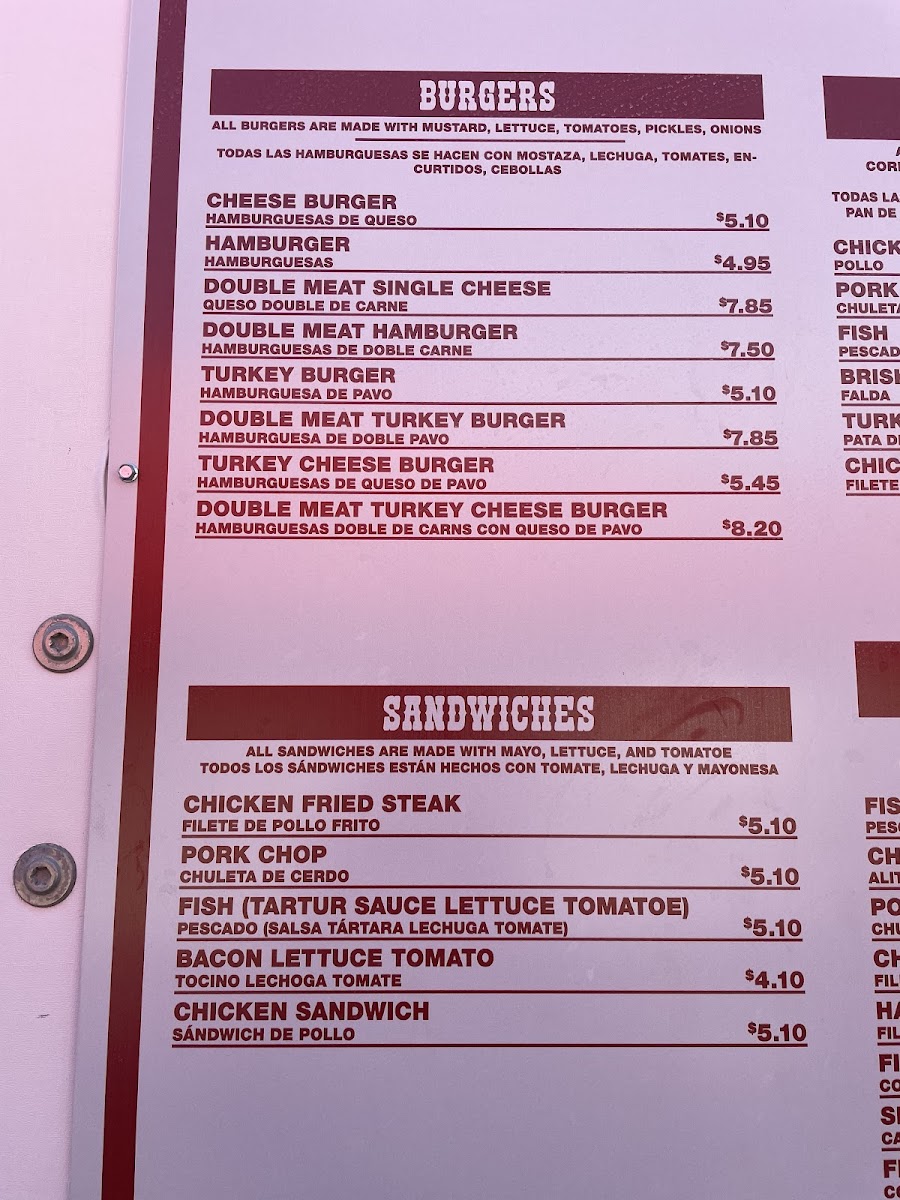 BURGERS
ALL BURGERS ARE MADE WITH MUSTARD, LETTUCE, TOMATOES, PICKLES, ONIONS
TODAS LAS HAMBURGUESAS SE HACEN CON MOSTAZA, LECHUGA, TOMATES, EN-
CURTIDOS, CEBOLLAS
CHEESE BURGER
HAMBURGUESAS DE QUESO $5.10
HAMBURGER
HAMBURGUESAS $4.95
DOUBLE MEAT SINGLE CHEESE
QUESO DOUBLE DE CARNE $7.85
DOUBLE MEAT HAMBURGER
HAMBURGUESAS DE DOBLE CARNE $7.50
TURKEY BURGER
HAMBURGUESA DE PAVO $5.10
DOUBLE MEAT TURKEY BURGER
HAMBURGUESA DE DOBLE PAVO $7.85
TURKEY CHEESE BURGER
HAMBURGUESAS DE QUESO DE PAVO $5.45
DOUBLE MEAT TURKEY CHEESE BURGER
HAMBURGUESAS DOBLE DE CARNS CON QUESO DE PAVO $8.20
SANDWICHES
ALL SANDWICHES ARE MADE WITH MAYO, LETTUCE, AND TOMATOE
TODOS LOS SÁNDWICHES ESTÁN HECHOS CON TOMATE, LECHUGA Y MAYONESA
CHICKEN FRIED STEAK
FILETE DE POLLO FRITO $5.10
PORK CHOP
CHULETA DE CERDO $5.10
FISH (TARTUR SAUCE LETTUCE TOMATOE)
PESCADO (SALSA TÁRTARA LECHUGA TOMATE) $5.10
BACON LETTUCE TOMATO
TOCINO LECHOGA TOMATE $4.10
CHICKEN SANDWICH
SÁNDWICH DE POLLO $5.10
TODAS LA
PAN DE
POLLO
PORK
FISH
PESCAD
FALDA
PATA
FILETE